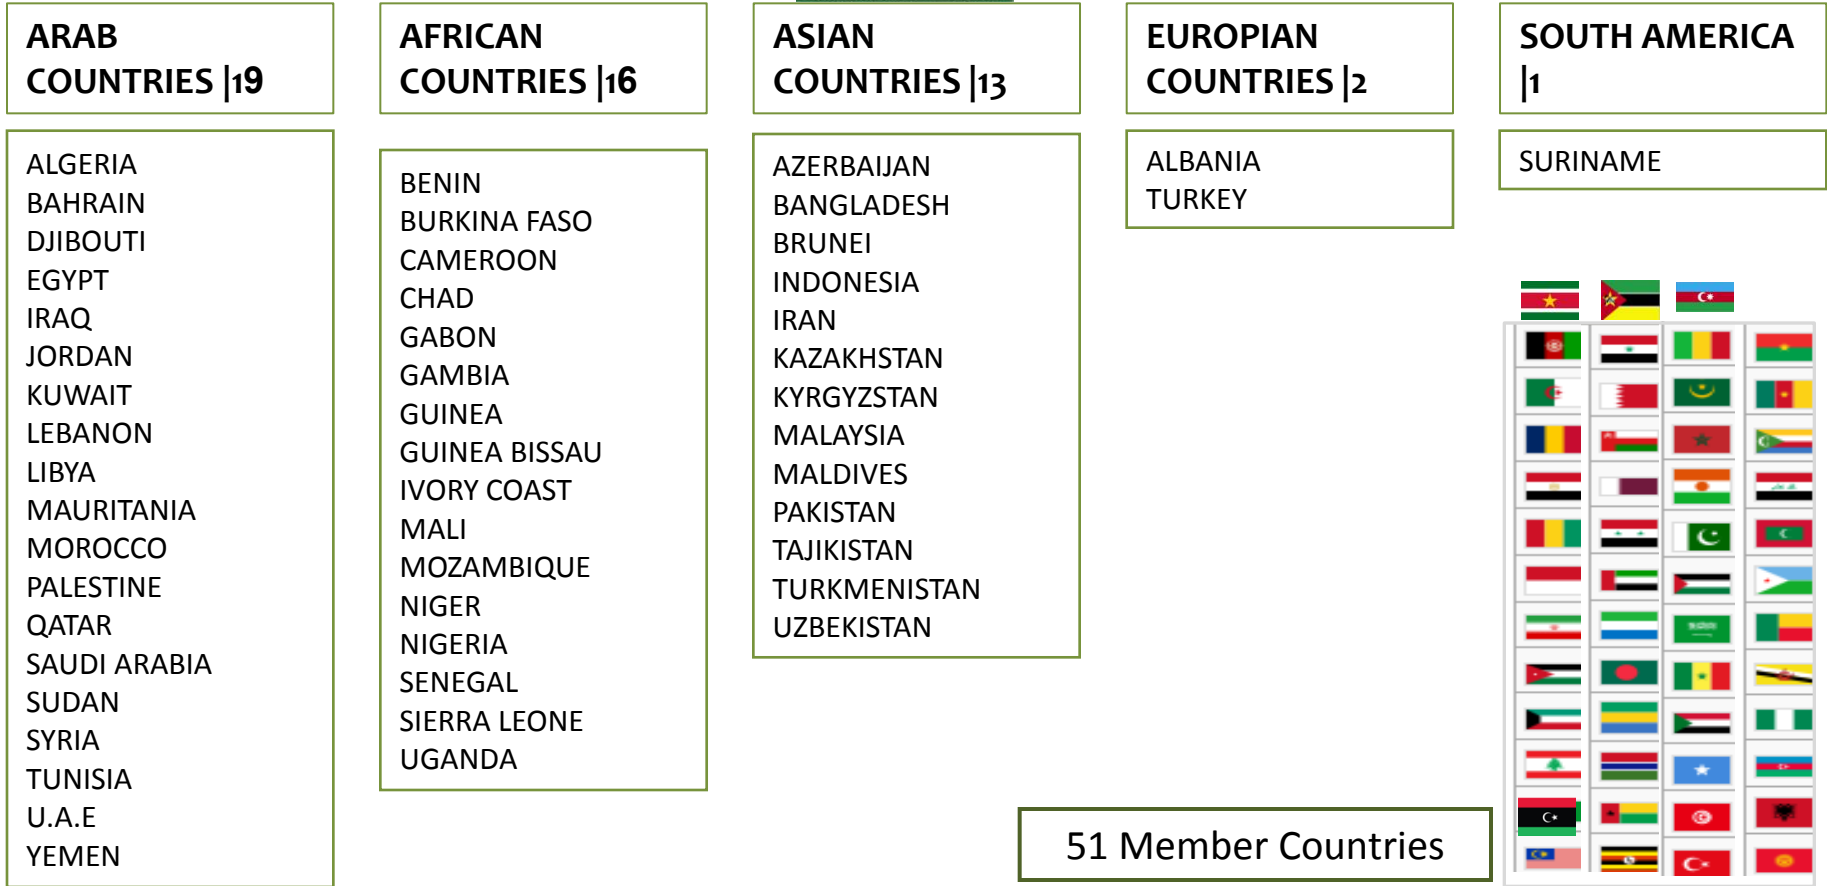 ARAB
COUNTRIES |19
ALGERIA
BAHRAIN
DJIBOUTI
EGYPT
IRAQ
JORDAN
KUWAIT
LEBANON
LIBYA
MAURITANIA
MOROCCO
PALESTINE
QATAR
SAUDI ARABIA
SUDAN
SYRIA
TUNISIA
U.A.E
YEMEN
AFRICAN
COUNTRIES |16
BENIN
BURKINA FASO
CAMEROON
CHAD
GABON
GAMBIA
GUINEA
GUINEA BISSAU
IVORY COAST
MALI
MOZAMBIQUE
NIGER
NIGERIA
SENEGAL
SIERRA LEONE
UGANDA
ASIAN
COUNTRIES |13
AZERBAIJAN
BANGLADESH
BRUNEI
INDONESIA
IRAN
KAZAKHSTAN
KYRGYZSTAN
MALAYSIA
MALDIVES
PAKISTAN
TAJIKISTAN
TURKMENISTAN
UZBEKISTAN
EUROPIAN
COUNTRIES |2
ALBANIA
TURKEY
SOUTH AMERICA
|1
SURINAME
51 Member Countries